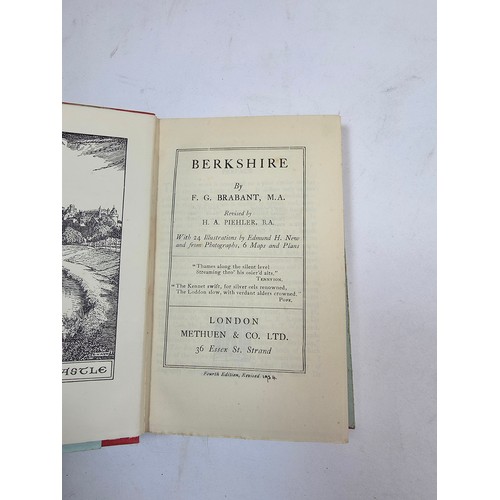 BERKSHIRE
By
F. G. BRABANT, M.A.
Revised by
H. A. PIEHLER, B.A.
With 24 Illustrations by Edmund H. New
and from Photographs, 6 Maps and Plans
"Thames along the silent level
Streaming thro' his osier'd aits."
TENNYSON.
"The Kennet swift, for silver eels renowned,
The Loddon slow, with verdant alders crowned."
POPE.
LONDON
METHUEN & CO. LTD.
36 Essex St. Strand
Fourth Edition, Revised. 1934
ASTLE